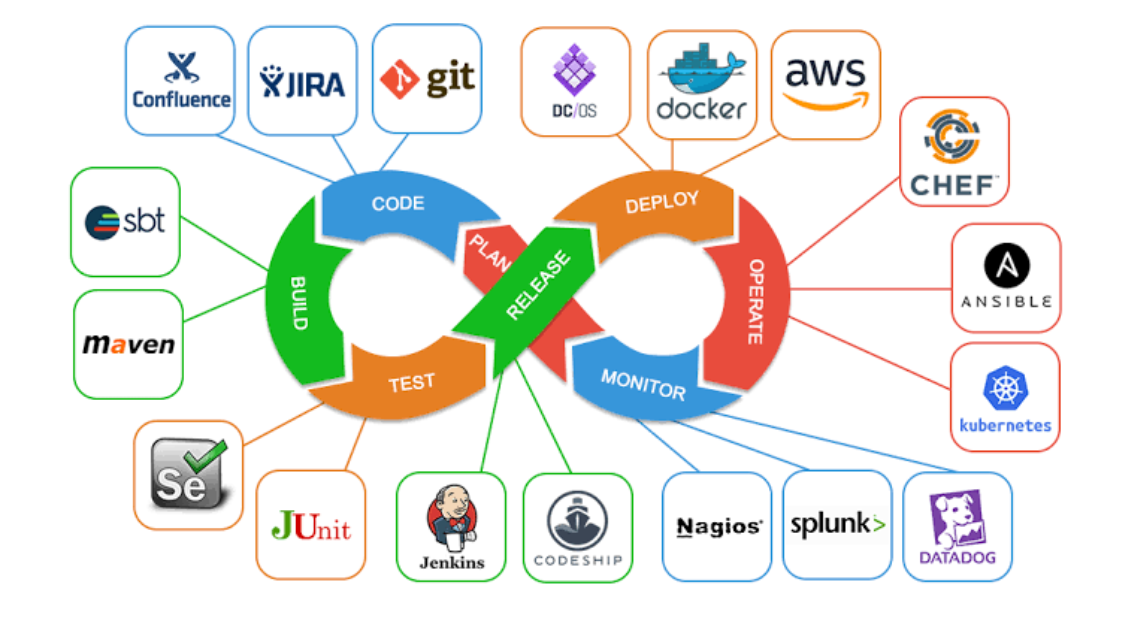 Confluence
JIRA
git
DC/OS
docker
aws
CHEF™
sbt
maven
CODE
PLAN
BUILD
TEST
RELEASE
DEPLOY
OPERATE
MONITOR
ANSIBLE
kubernetes
Se
JUnit
Jenkins
CODESHIP
Nagios®
splunk>
DATADOG